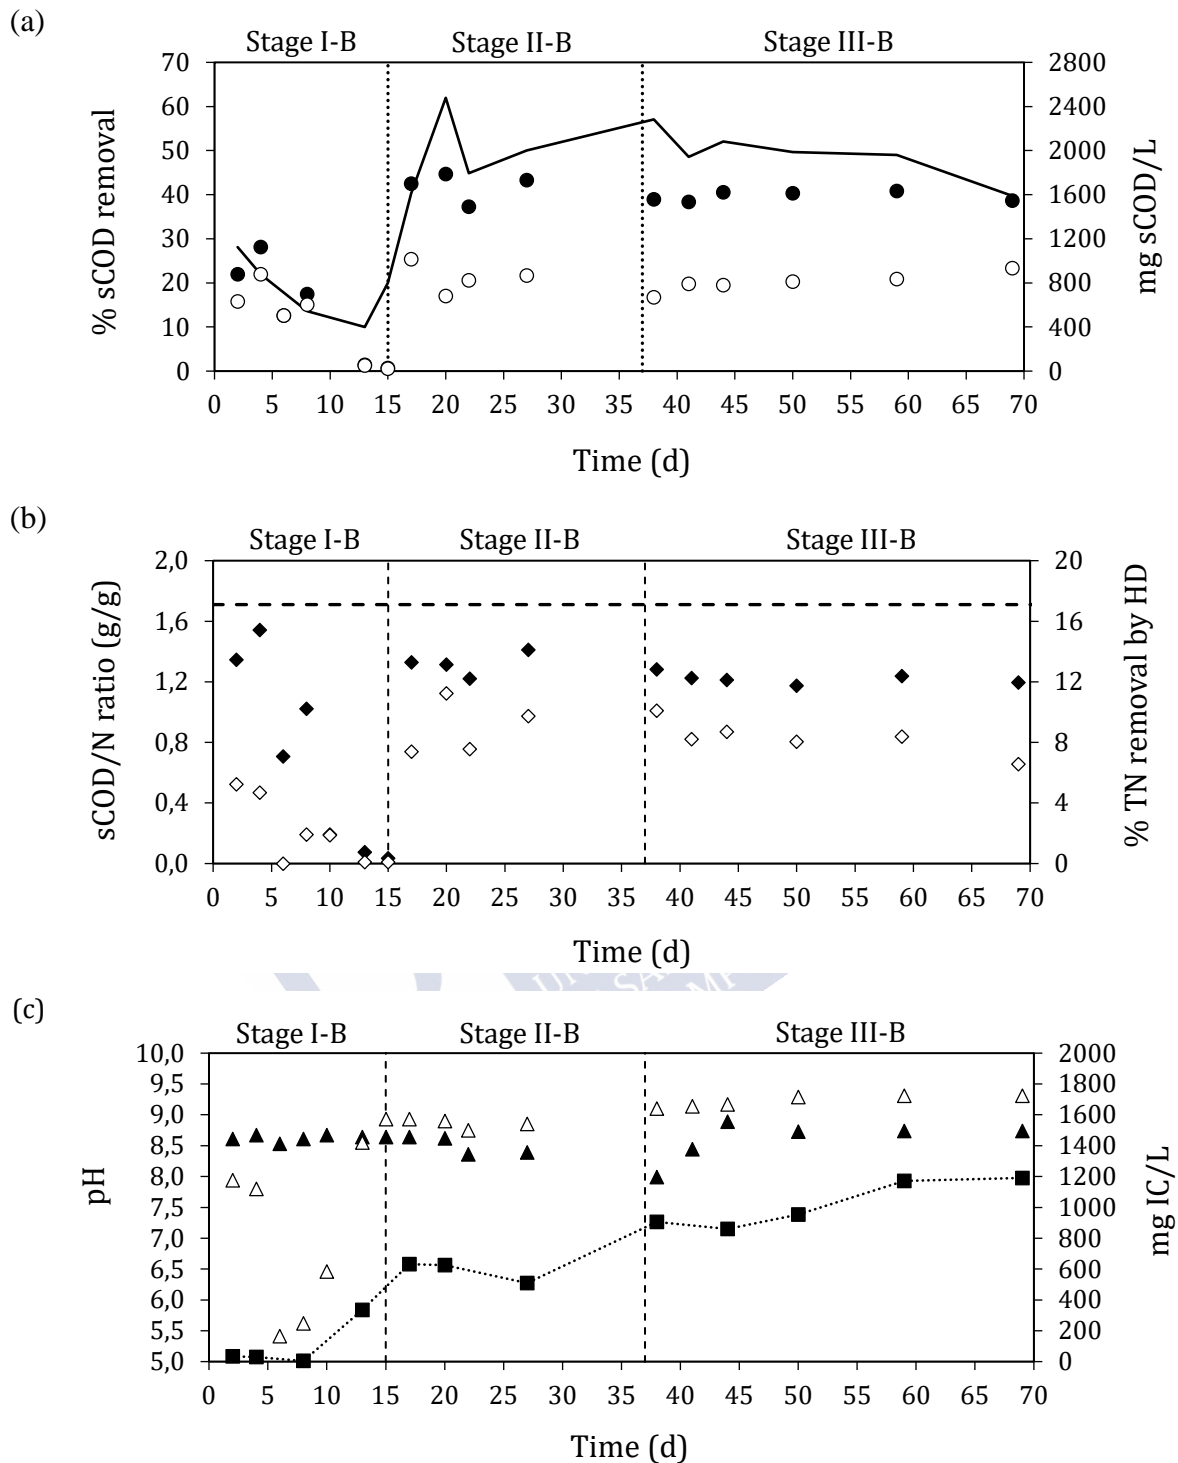 (a)
Stage I-B Stage II-B Stage III-B
70 2800
60 2400
50 2000
40 1600
30 1200
20 800
10 400
0 0
% sCOD removal
mg sCOD/L
0 5 10 15 20 25 30 35 40 45 50 55 60 65 70
Time (d)
(b)
Stage I-B Stage II-B Stage III-B
2,0 20
1,6 16
1,2 12
0,8 8
0,4 4
0,0 0
sCOD/N ratio (g/g)
% TN removal by HD
0 5 10 15 20 25 30 35 40 45 50 55 60 65 70
Time (d)
(c)
Stage I-B Stage II-B Stage III-B
10,0 2000
9,5 1800
9,0 1600
8,5 1400
8,0 1200
7,5 1000
7,0 800
6,5 600
6,0 400
5,5 200
5,0 0
pH
mg IC/L
0 5 10 15 20 25 30 35 40 45 50 55 60 65 70
Time (d)